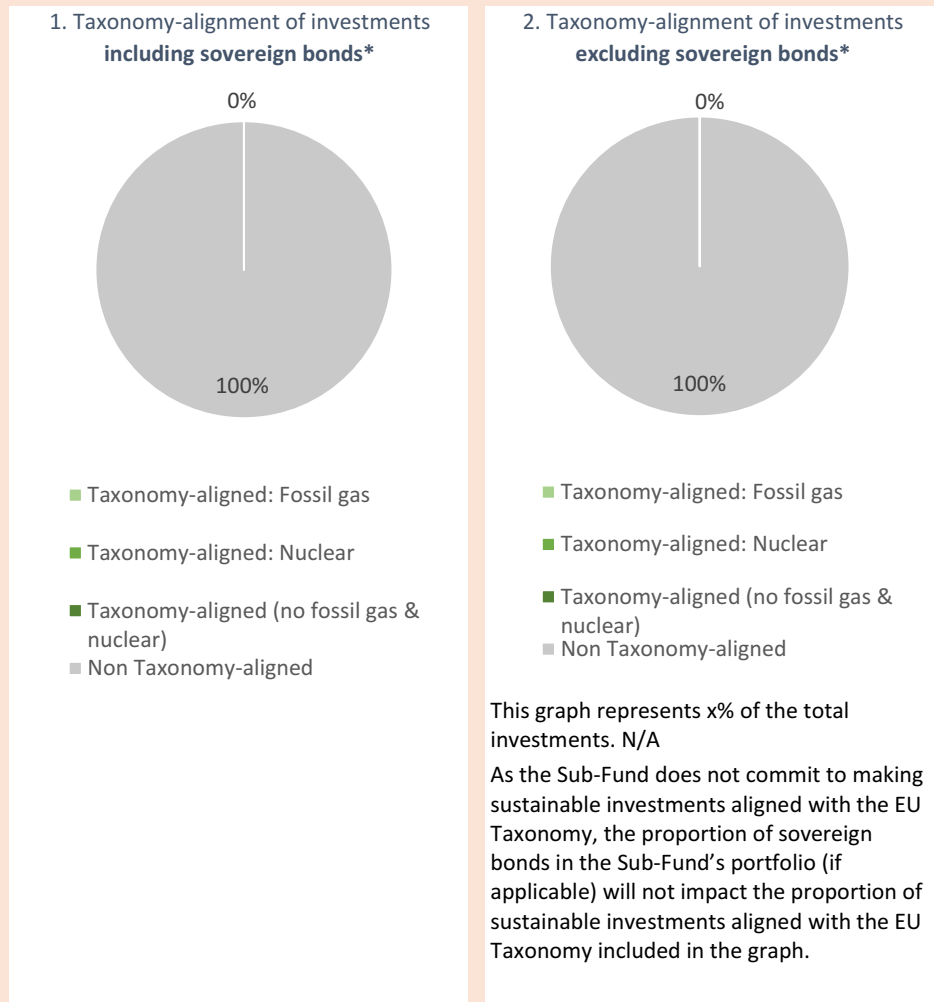 1. Taxonomy-alignment of investments
including sovereign bonds*
0%
100%
Taxonomy-aligned: Fossil gas
Taxonomy-aligned: Nuclear
Taxonomy-aligned (no fossil gas &
nuclear)
Non Taxonomy-aligned
2. Taxonomy-alignment of investments
excluding sovereign bonds*
0%
100%
Taxonomy-aligned: Fossil gas
Taxonomy-aligned: Nuclear
Taxonomy-aligned (no fossil gas &
nuclear)
Non Taxonomy-aligned
This graph represents x% of the total
investments. N/A
As the Sub-Fund does not commit to making
sustainable investments aligned with the EU
Taxonomy, the proportion of sovereign
bonds in the Sub-Fund’s portfolio (if
applicable) will not impact the proportion of
sustainable investments aligned with the EU
Taxonomy included in the graph.